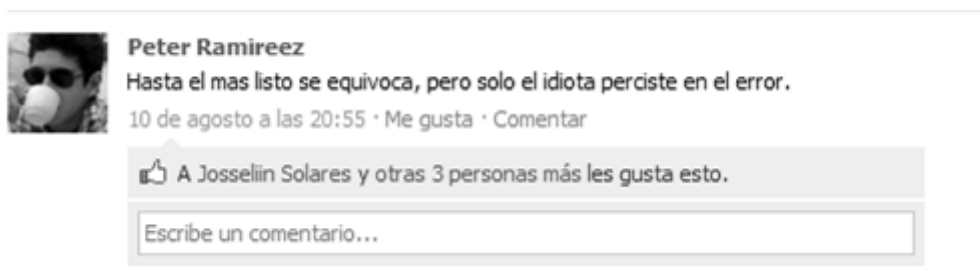 Peter Ramireez
Hasta el mas listo se equivoca, pero solo el idiota perciste en el error.
10 de agosto a las 20:55 · Me gusta · Comentar
A Josseliin Solares y otras 3 personas más les gusta esto.
Escribe un comentario...